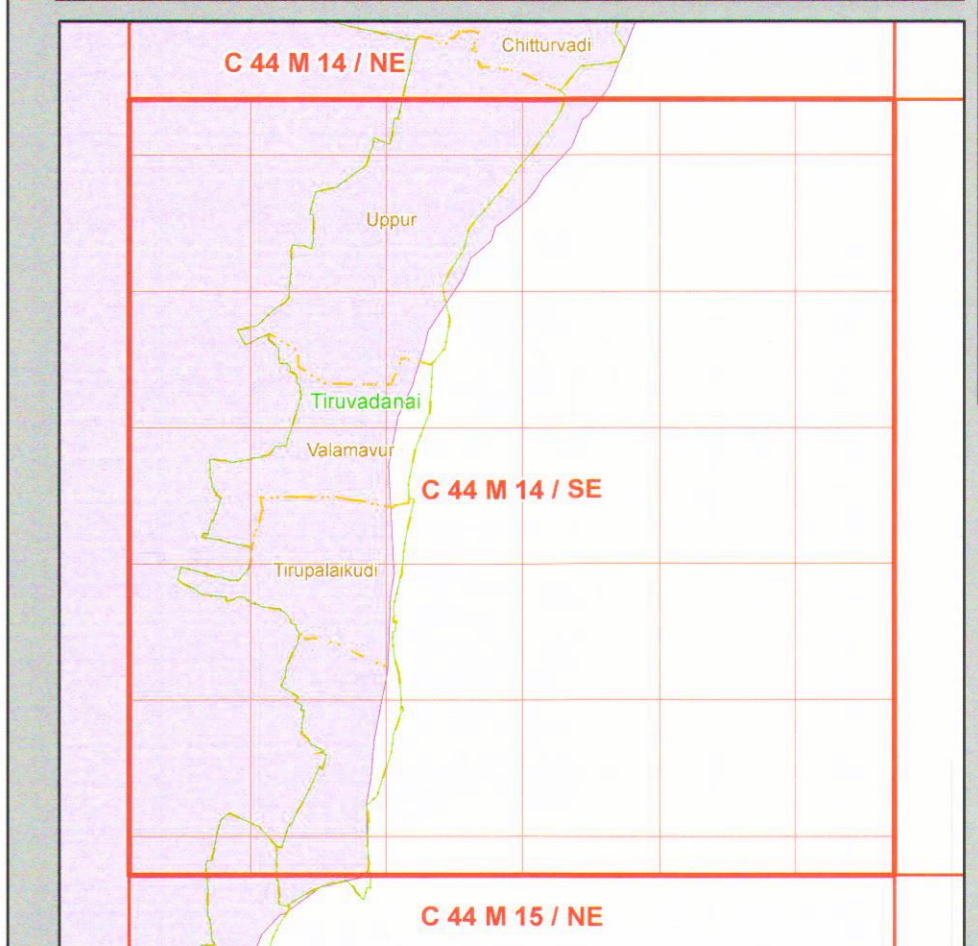 Chitturvadi
C 44 M 14 / NE
Uppur
Tiruvadanai
Valamavur
C 44 M 14 / SE
Tirupalaikudi
C 44 M 15 / NE